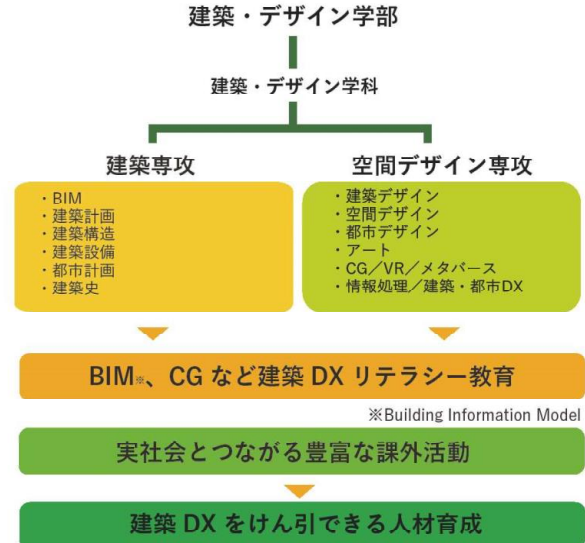 建築・デザイン学部
建築・デザイン学科
建築専攻
・BIM
・建築計画
・建築構造
・建築設備
・都市計画
・建築史
空間デザイン専攻
・建築デザイン
・空間デザイン
・都市デザイン
・アート
・CG／VR／メタバース
・情報処理／建築・都市DX
BIM※、CG など建築 DX リテラシー教育
※Building Information Model
実社会とつながる豊富な課外活動
建築 DX をけん引できる人材育成